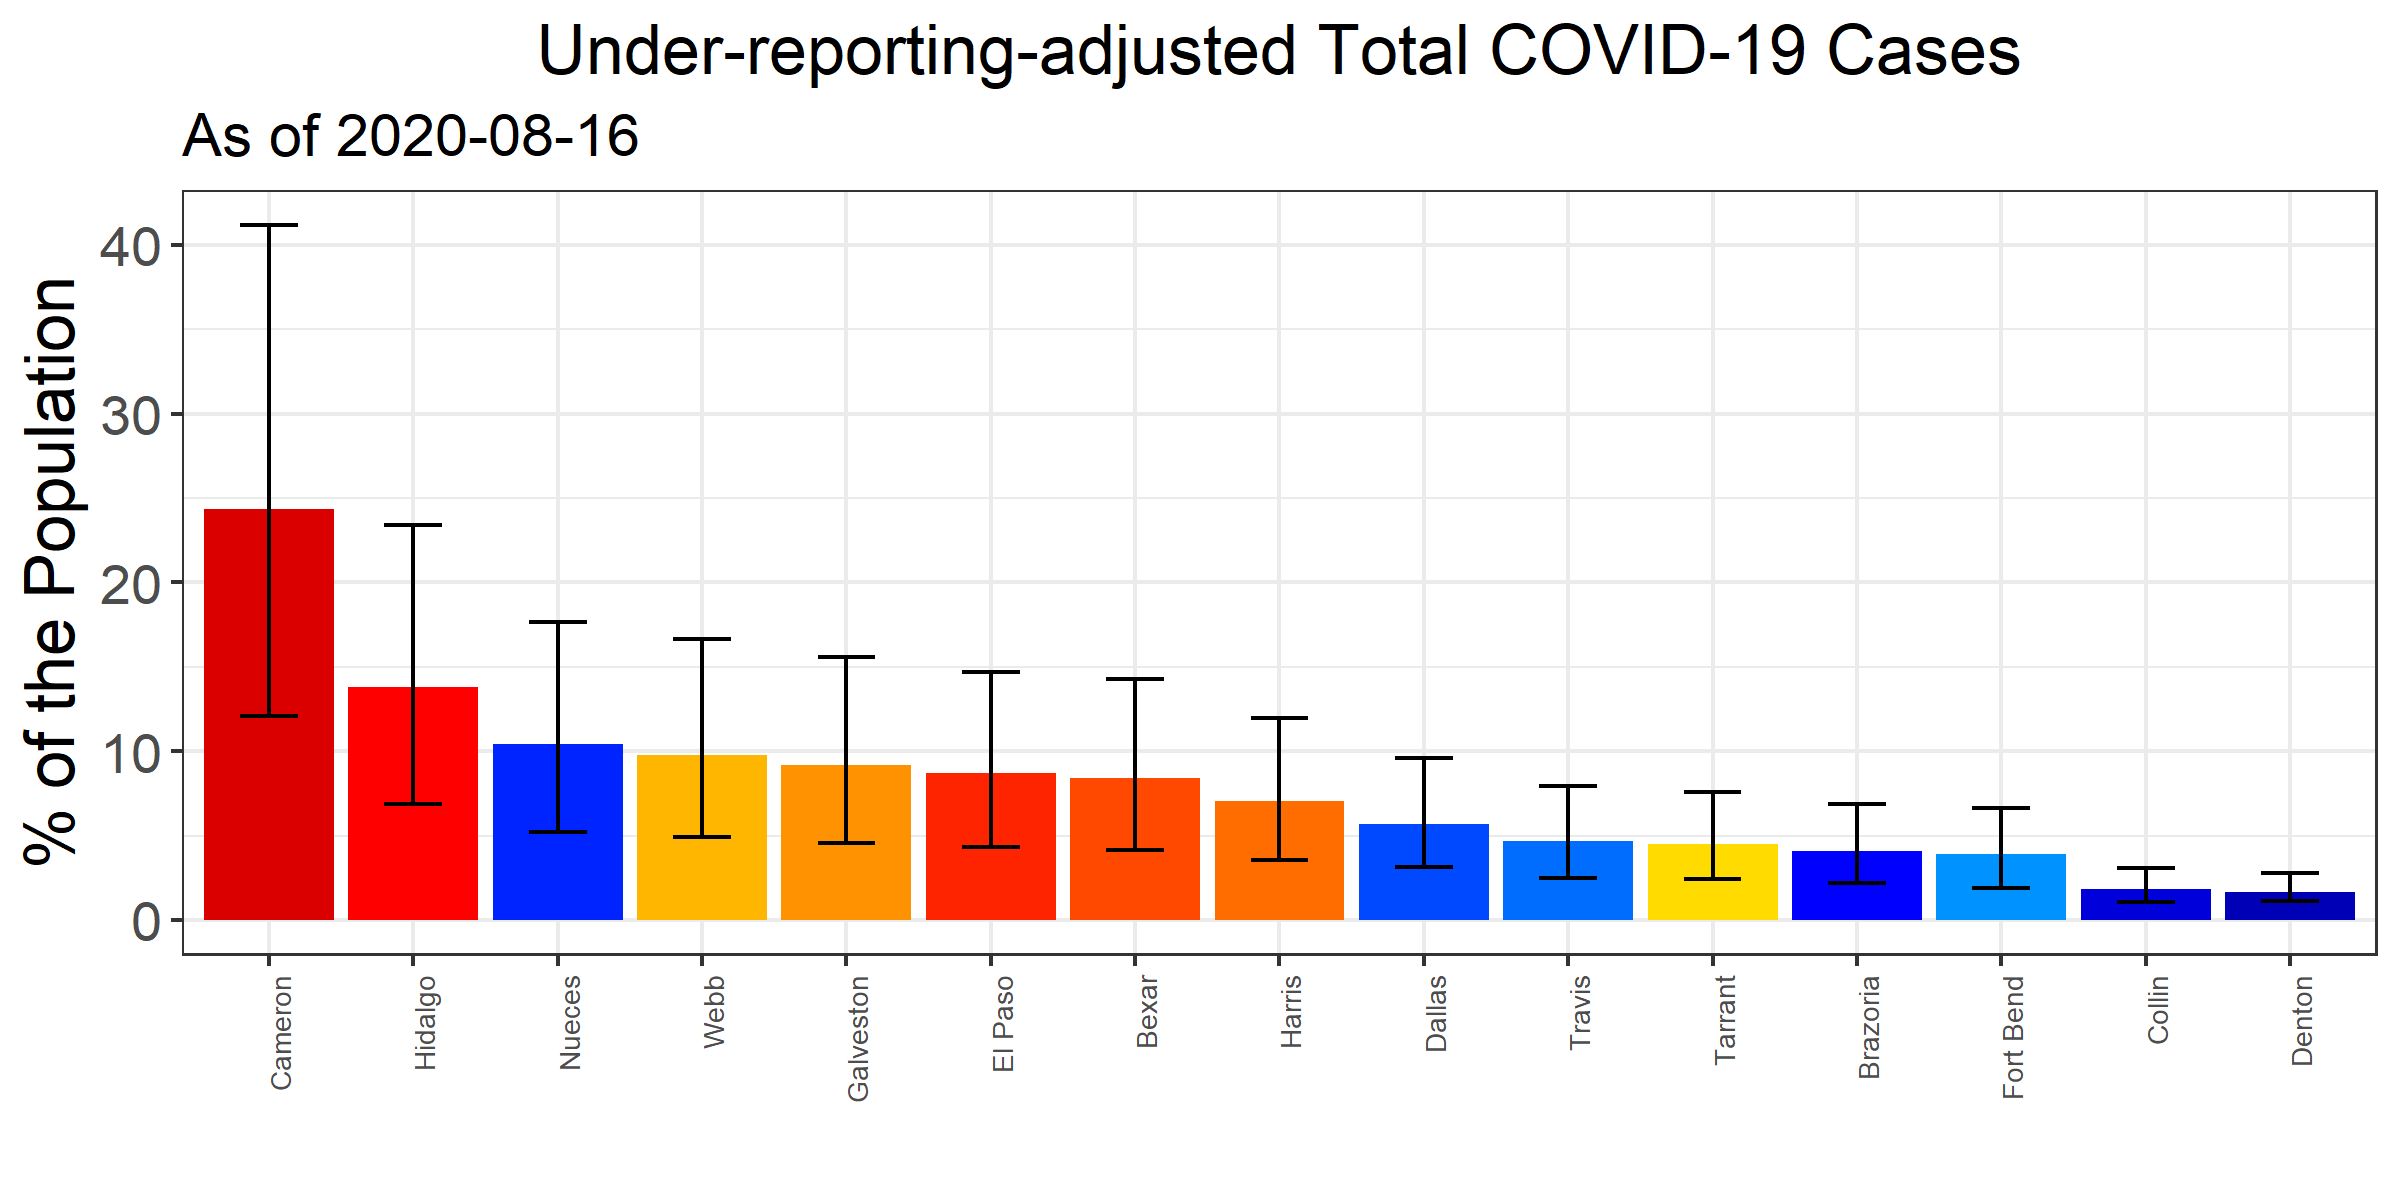 Under-reporting-adjusted Total COVID-19 Cases
As of 2020-08-16
% of the Population
40
30
20
10
0
Cameron
Hidalgo
Nueces
Webb
Galveston
El Paso
Bexar
Harris
Dallas
Travis
Tarrant
Brazoria
Fort Bend
Collin
Denton